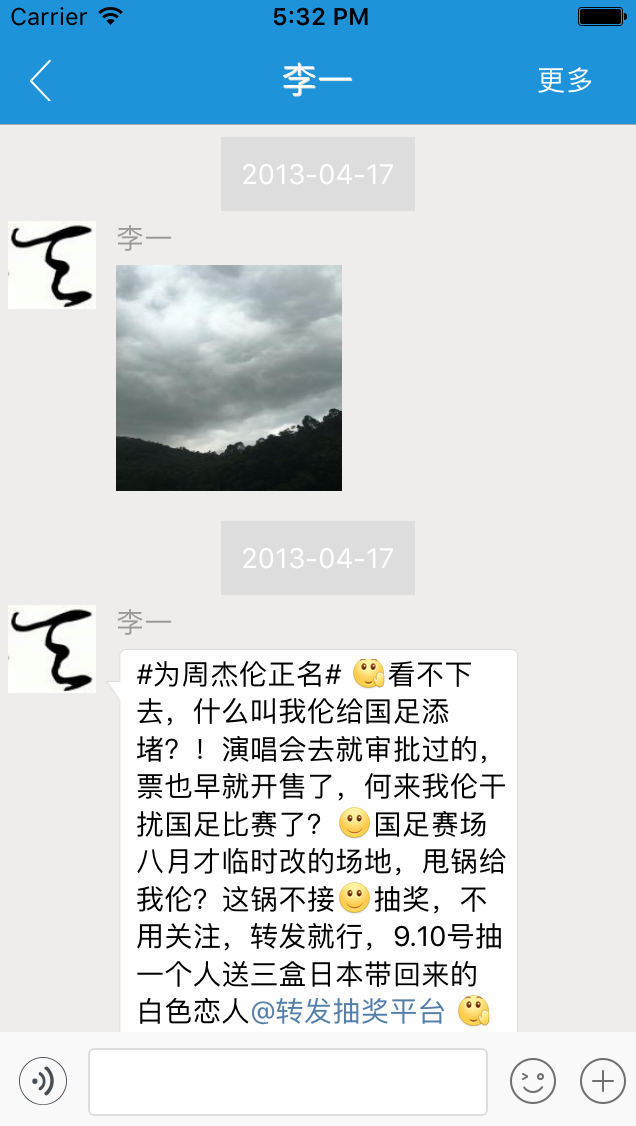 Carrier 5:32 PM
李一 更多
2013-04-17
李一
2013-04-17
李一
#为周杰伦正名# 看不下
去，什么叫我伦给国足添
堵？！演唱会去就审批过的，
票也早就开售了，何来我伦干
扰国足比赛了？国足赛场
八月才临时改的场地，甩锅给
我伦？这锅不接抽奖，不
用关注，转发就行，9.10号抽
一个人送三盒日本带回来的
白色恋人@转发抽奖平台